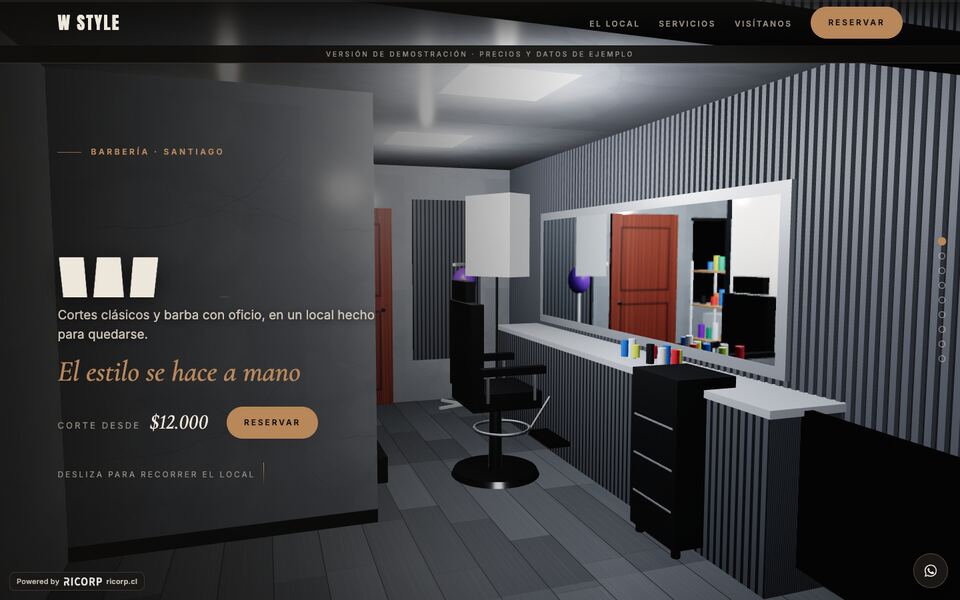 W STYLE
EL LOCAL SERVICIOS VISÍTANOS RESERVAR
VERSIÓN DE DEMOSTRACIÓN · PRECIOS Y DATOS DE EJEMPLO
BARBERÍA · SANTIAGO
Cortes clásicos y barba con oficio, en un local hecho
para quedarse.
El estilo se hace a mano
CORTE DESDE $12.000 RESERVAR
DESLIZA PARA RECORRER EL LOCAL
Powered by RICORP ricorp.cl